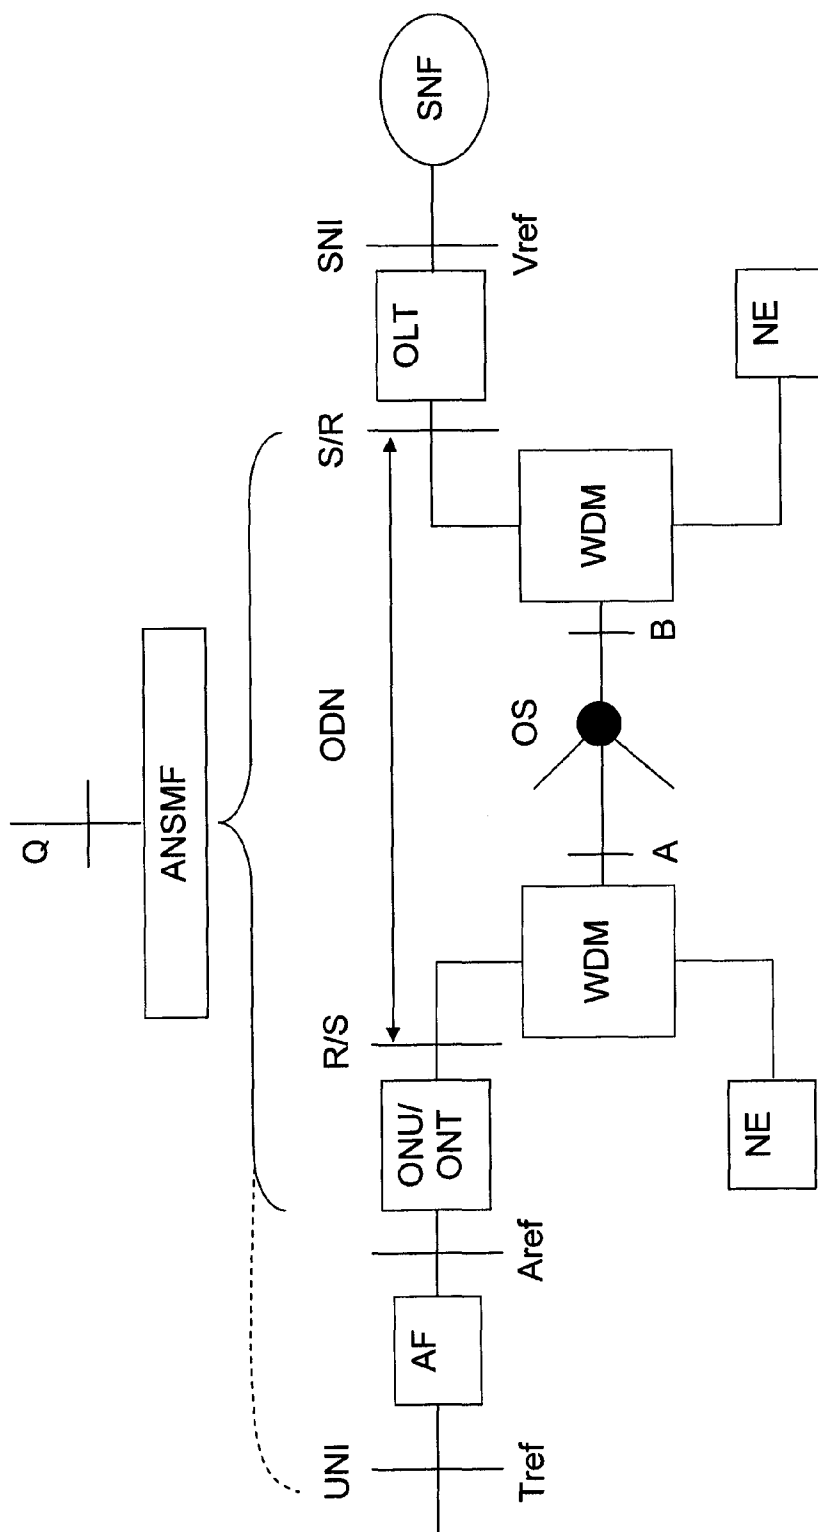 Q
ANSMF
UNI
R/S
ODN
S/R
SNI
AF
ONU/
ONT
OLT
SNF
Tref
Aref
OS
Vref
WDM
WDM
A
B
NE
NE